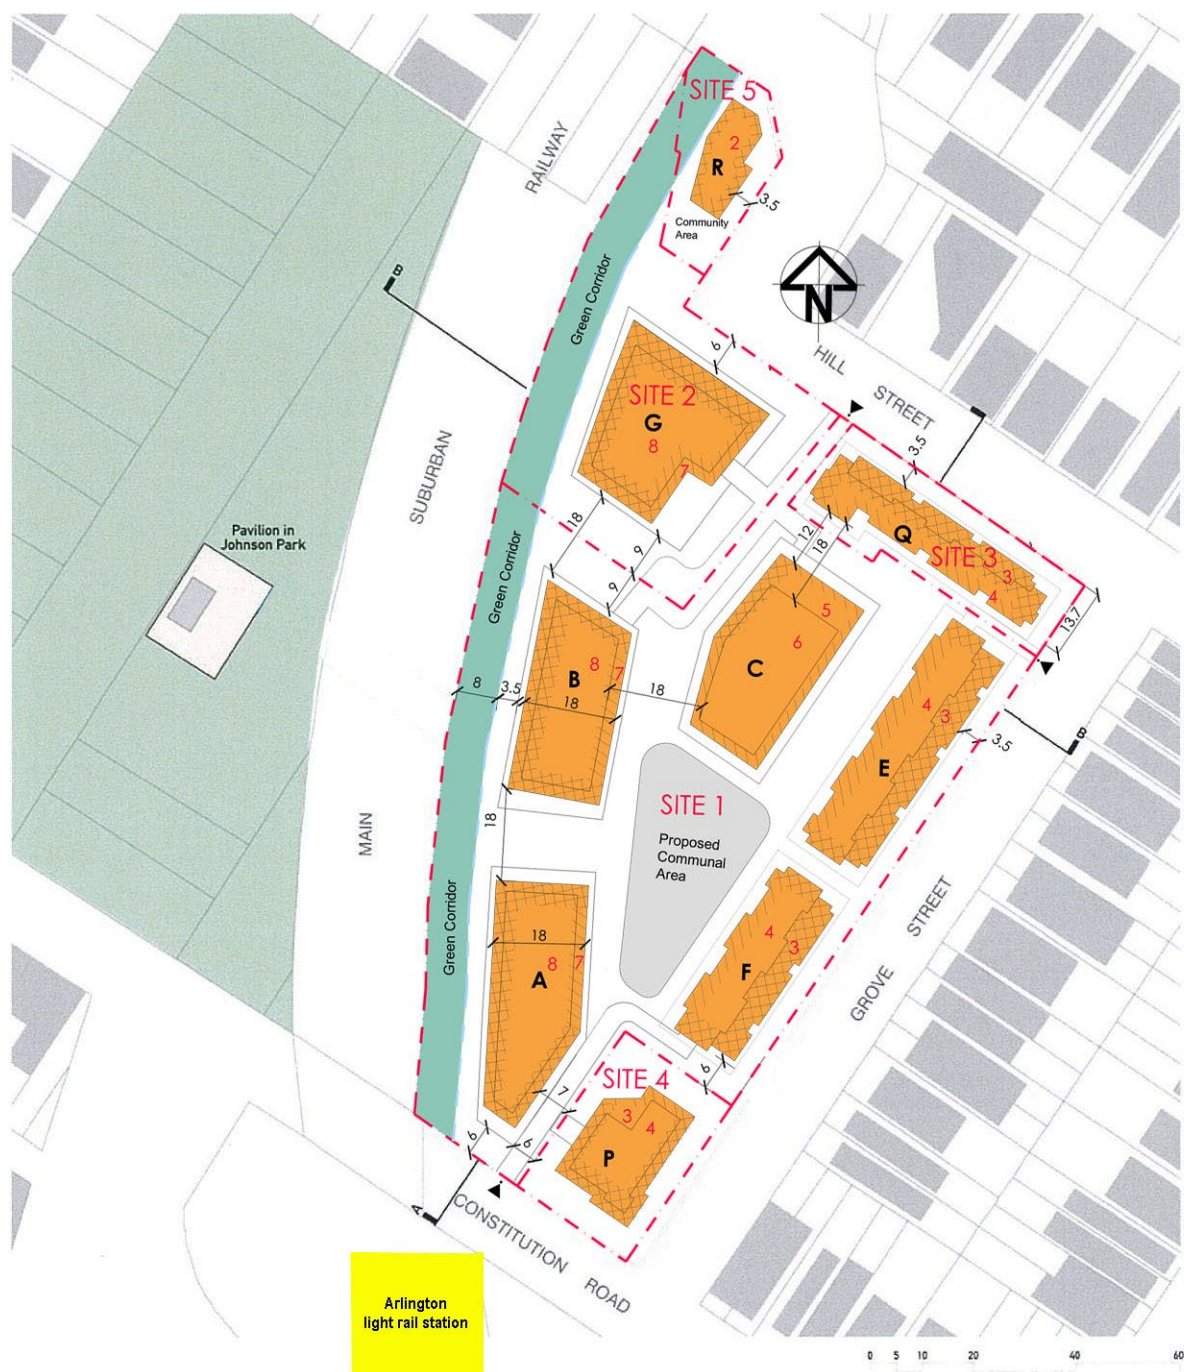 SITE 5
2
R
3.5
Community
Area
RAILWAY
Green Corridor
N
HILL STREET
B
6
SITE 2
G
8
7
3.5
SUBURBAN
Pavilion in
Johnson Park
18
9
9
12
18
Q
SITE 3
3
4
13.7
Green Corridor
5
6
C
8
7
B
18
8
3.5
18
4
3
E
3.5
B
18
SITE 1
Proposed
Communal
Area
MAIN
Green Corridor
18
8
7
A
4
3
F
GROVE STREET
6
SITE 4
7
3
4
P
6
6
A
CONSTITUTION ROAD
Arlington
light rail station
0 5 10 20 40 60